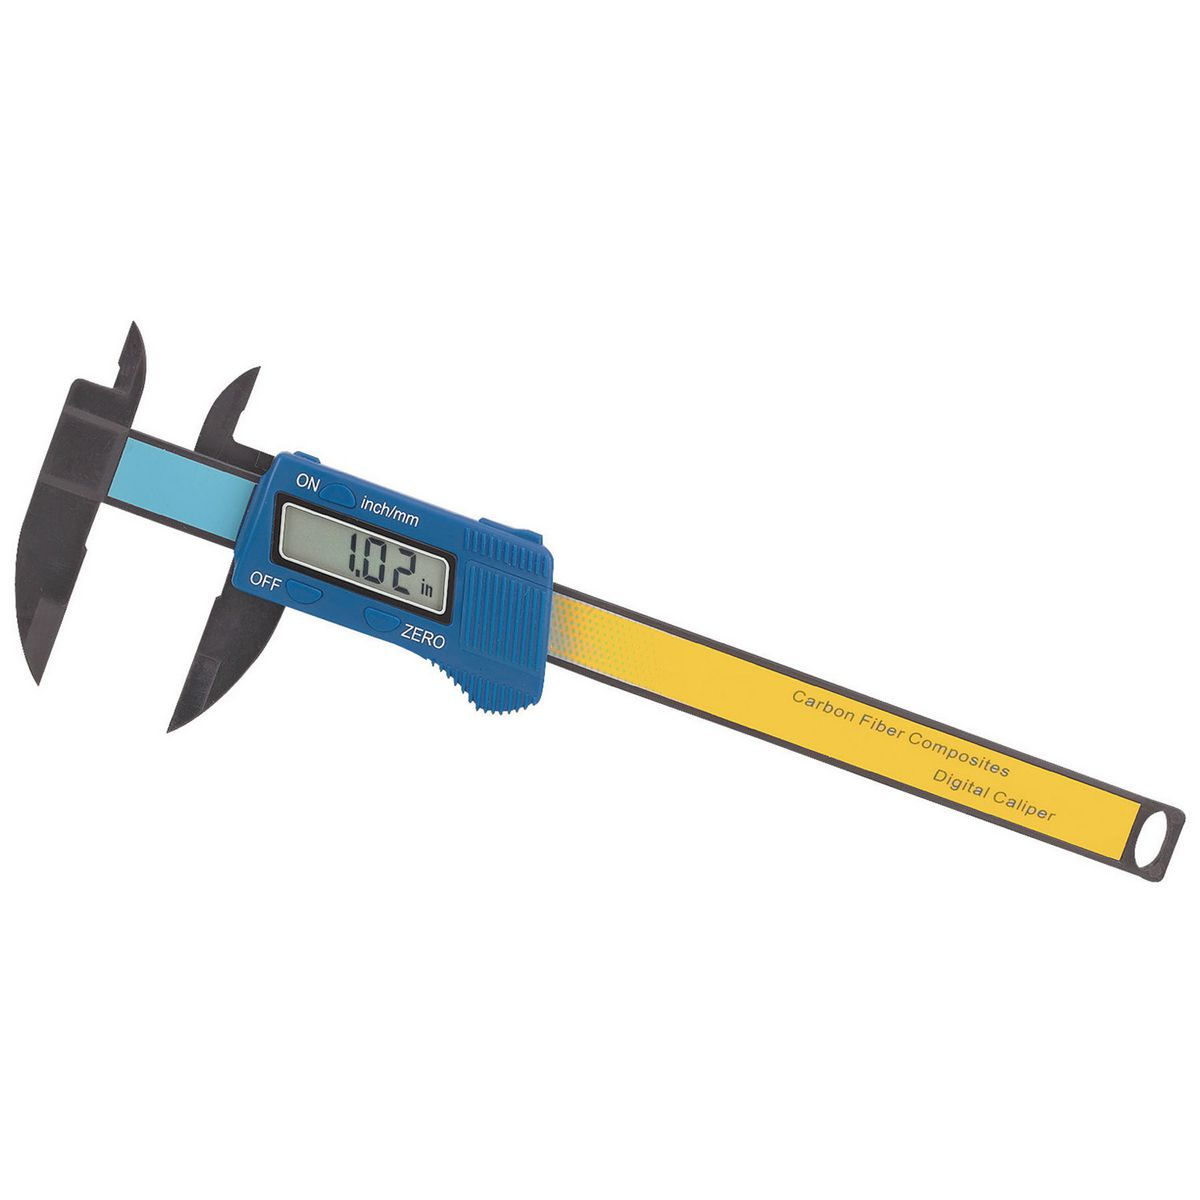 ON
inch/mm
1.02 in
OFF
ZERO
Carbon Fiber Composites
Digital Caliper